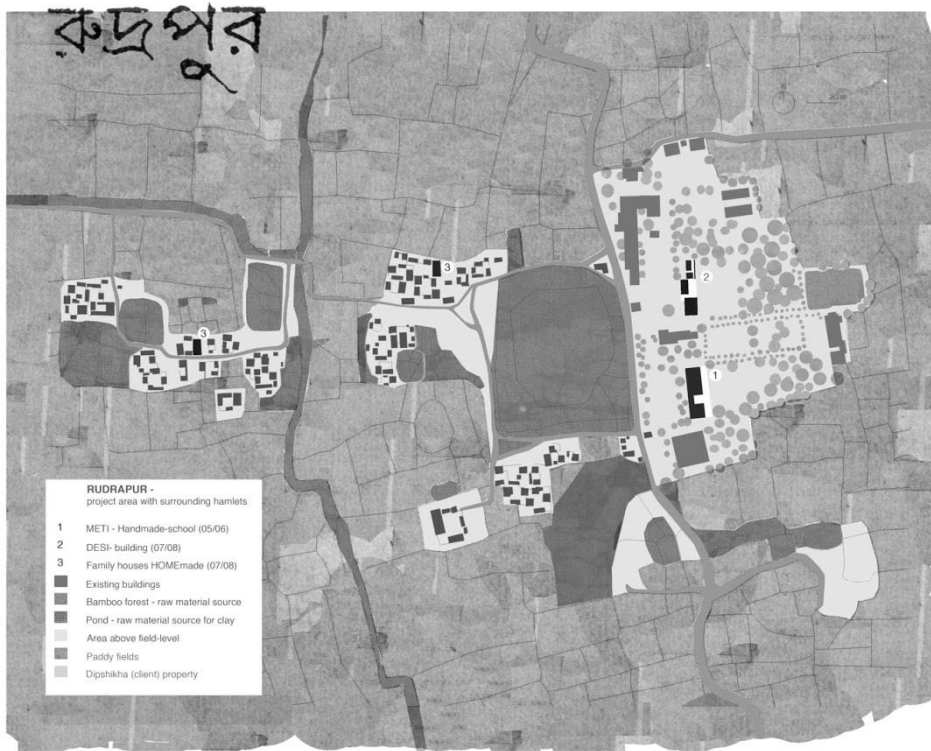 রুদ্রপুর
3
2
3
1
RUDRAPUR -
project area with surrounding hamlets
1 METI - Handmade-school (05/06)
2 DESI- building (07/08)
3 Family houses HOMEmade (07/08)
Existing buildings
Bamboo forest - raw material source
Pond - raw material source for clay
Area above field-level
Paddy fields
Dipshikha (client) property